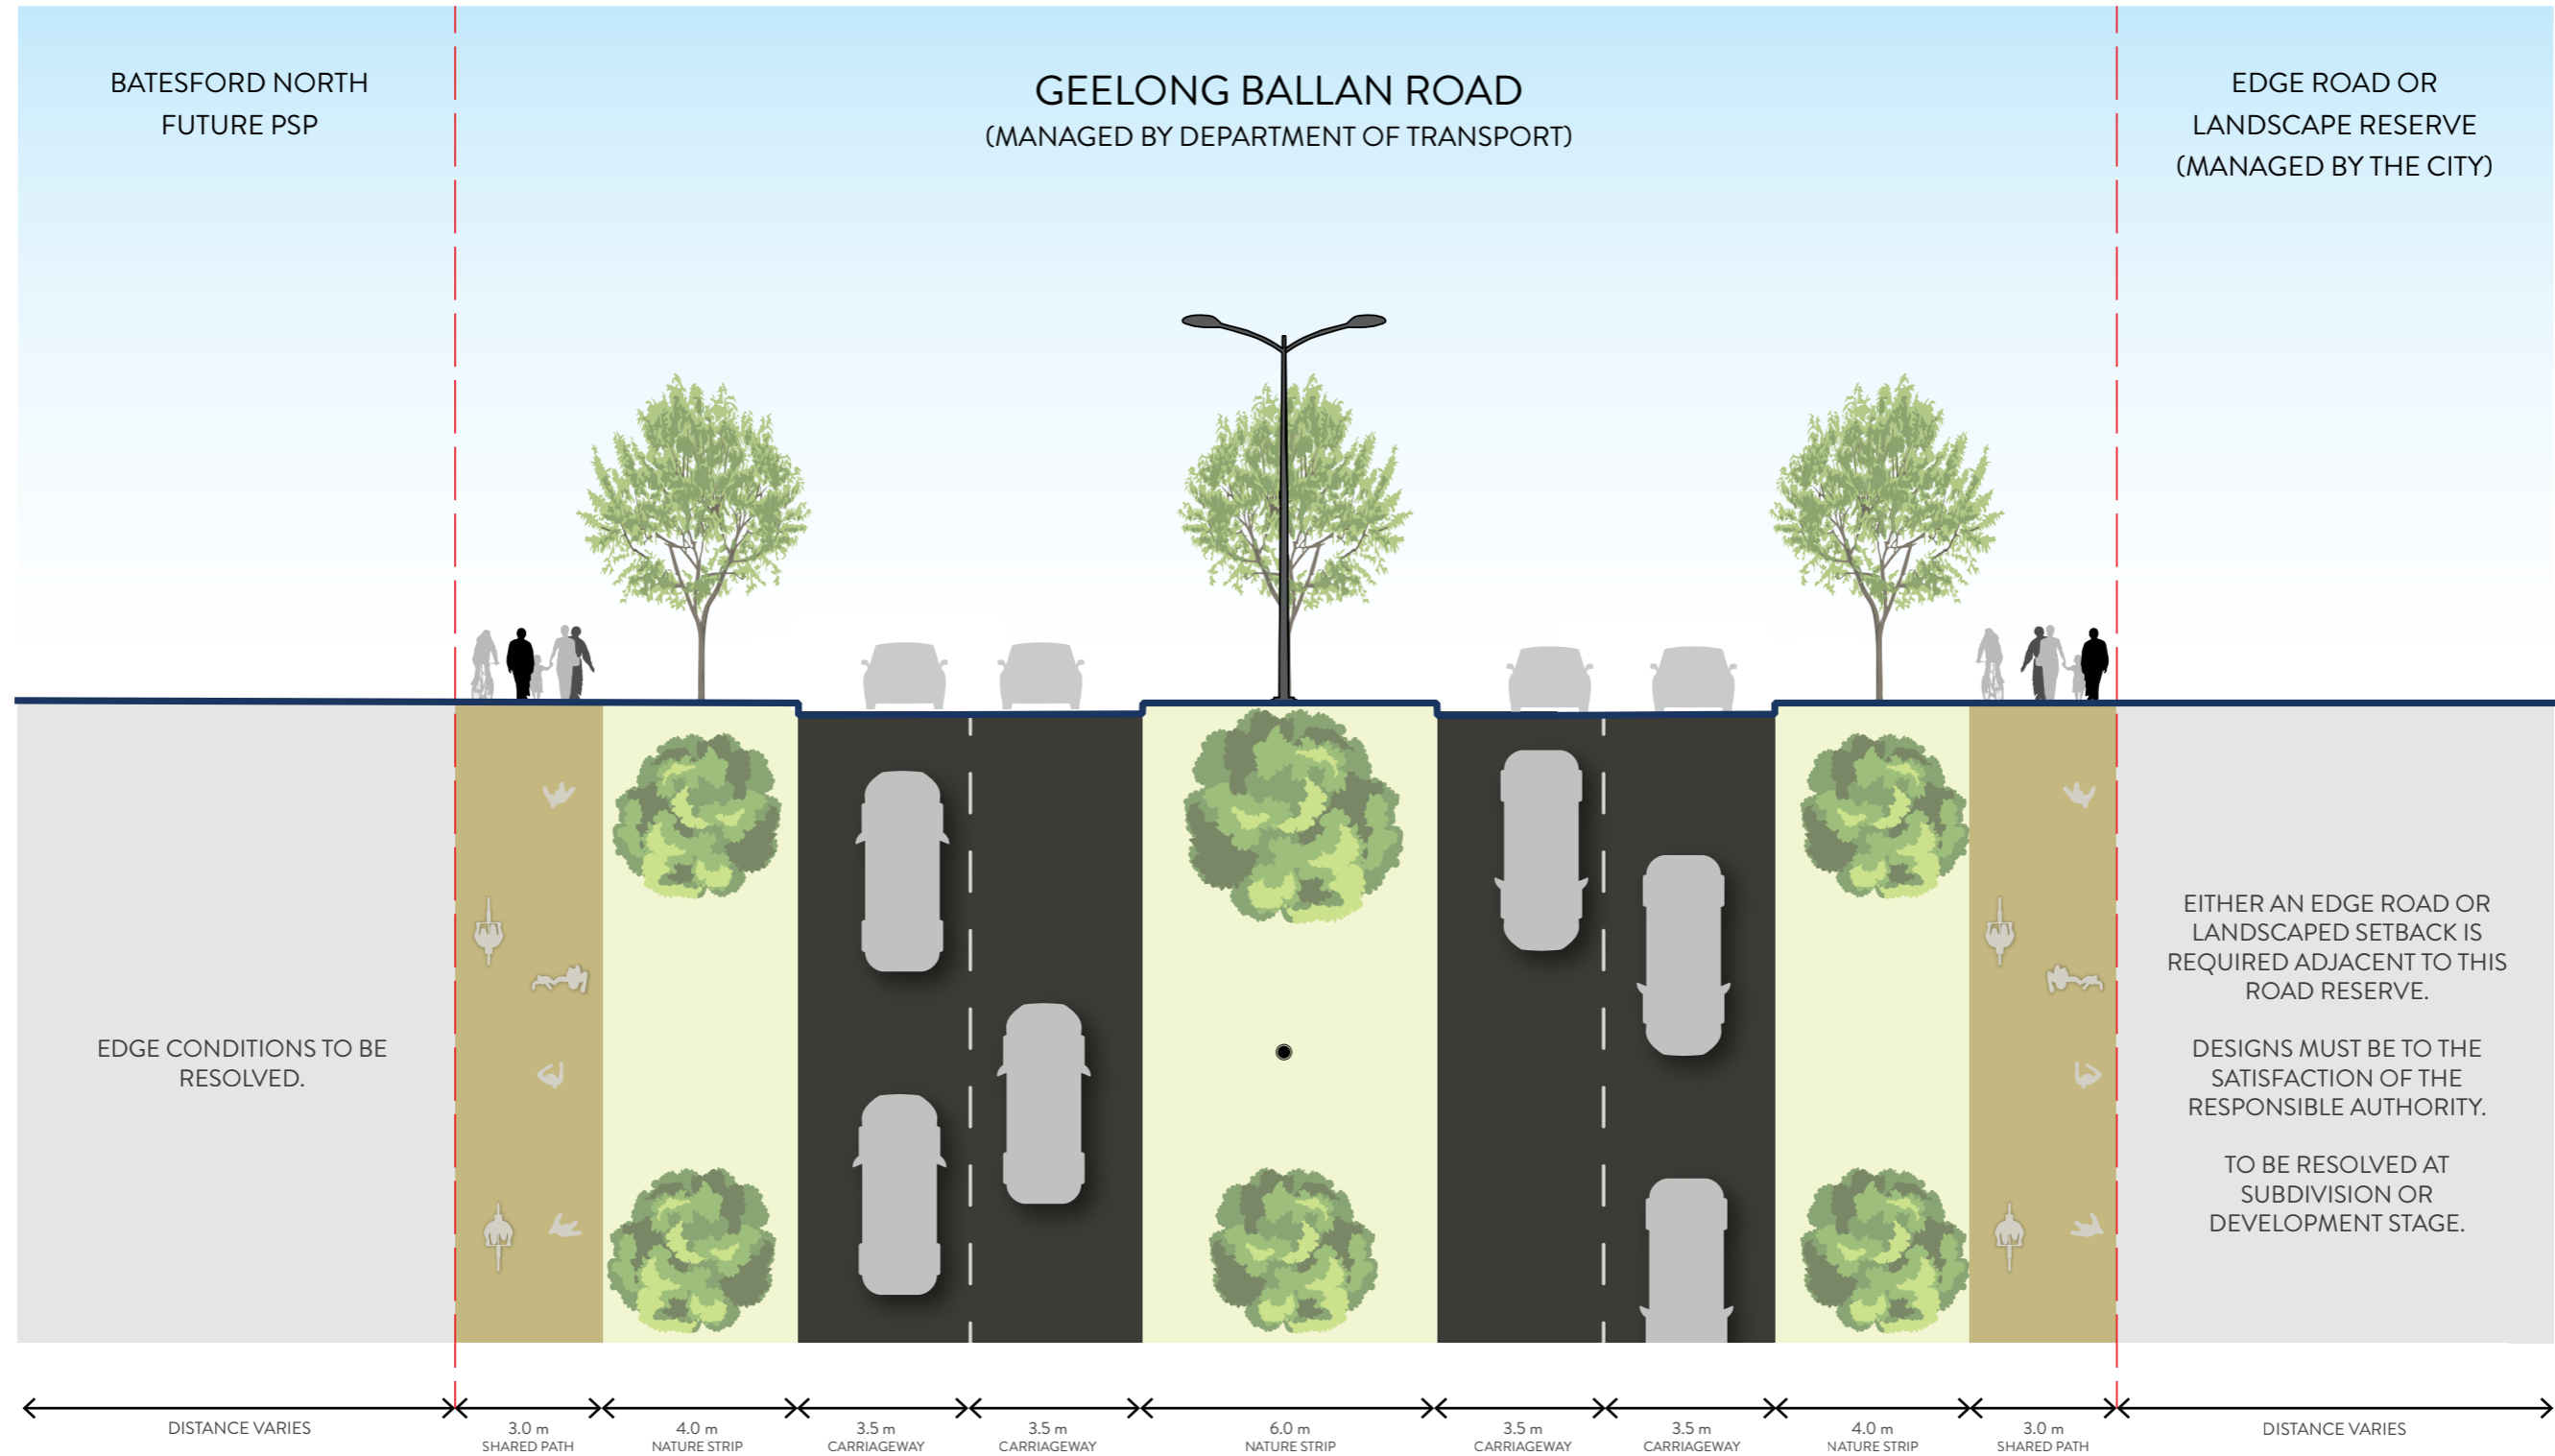 BATESFORD NORTH
FUTURE PSP
GEELONG BALLAN ROAD
(MANAGED BY DEPARTMENT OF TRANSPORT)
EDGE ROAD OR
LANDSCAPE RESERVE
(MANAGED BY THE CITY)
EDGE CONDITIONS TO BE
RESOLVED.
EITHER AN EDGE ROAD OR
LANDSCAPED SETBACK IS
REQUIRED ADJACENT TO THIS
ROAD RESERVE.
DESIGNS MUST BE TO THE
SATISFACTION OF THE
RESPONSIBLE AUTHORITY.
TO BE RESOLVED AT
SUBDIVISION OR
DEVELOPMENT STAGE.
DISTANCE VARIES
3.0 m
SHARED PATH
4.0 m
NATURE STRIP
3.5 m
CARRIAGEWAY
3.5 m
CARRIAGEWAY
6.0 m
NATURE STRIP
3.5 m
CARRIAGEWAY
3.5 m
CARRIAGEWAY
4.0 m
NATURE STRIP
3.0 m
SHARED PATH
DISTANCE VARIES